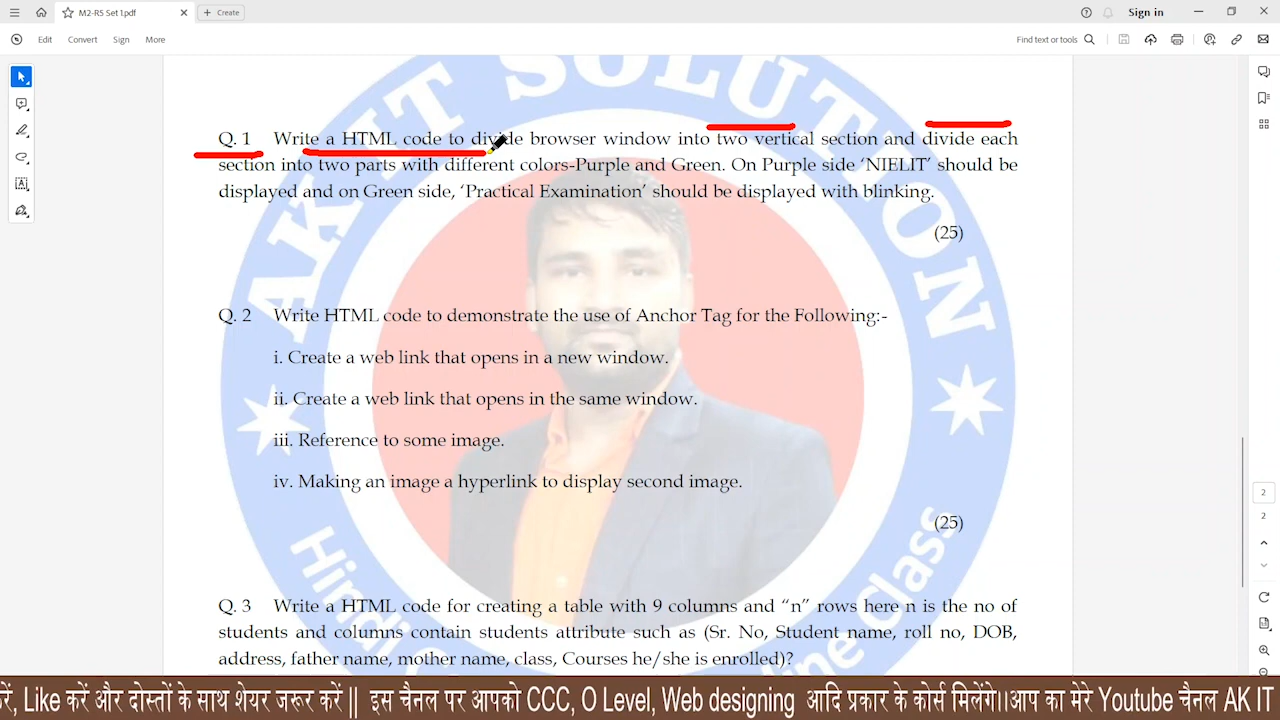 M2-R5 Set1.pdf
Create
Sign in
Edit
Convert
Sign
More
Find text or tools
AK IT SOLUTION
Q. 1 Write a HTML code to divide browser window into two vertical section and divide each
section into two parts with different colors-Purple and Green. On Purple side ‘NIELIT’ should be
displayed and on Green side, ‘Practical Examination’ should be displayed with blinking.
(25)
Q. 2 Write HTML code to demonstrate the use of Anchor Tag for the Following:-
i. Create a web link that opens in a new window.
ii. Create a web link that opens in the same window.
iii. Reference to some image.
iv. Making an image a hyperlink to display second image.
(25)
Hindi
ine Class
2
2
Q. 3 Write a HTML code for creating a table with 9 columns and “n” rows here n is the no of
students and columns contain students attribute such as (Sr. No, Student name, roll no, DOB,
address, father name, mother name, class, Courses he/she is enrolled)?
रें, Like करें और दोस्तों के साथ शेयर ज़रूर करें || इस चैनल पर आपको CCC, O Level, Web designing आदि प्रकार के कोर्स मिलेंगे।।आप का मेरे Youtube चैनल AK IT